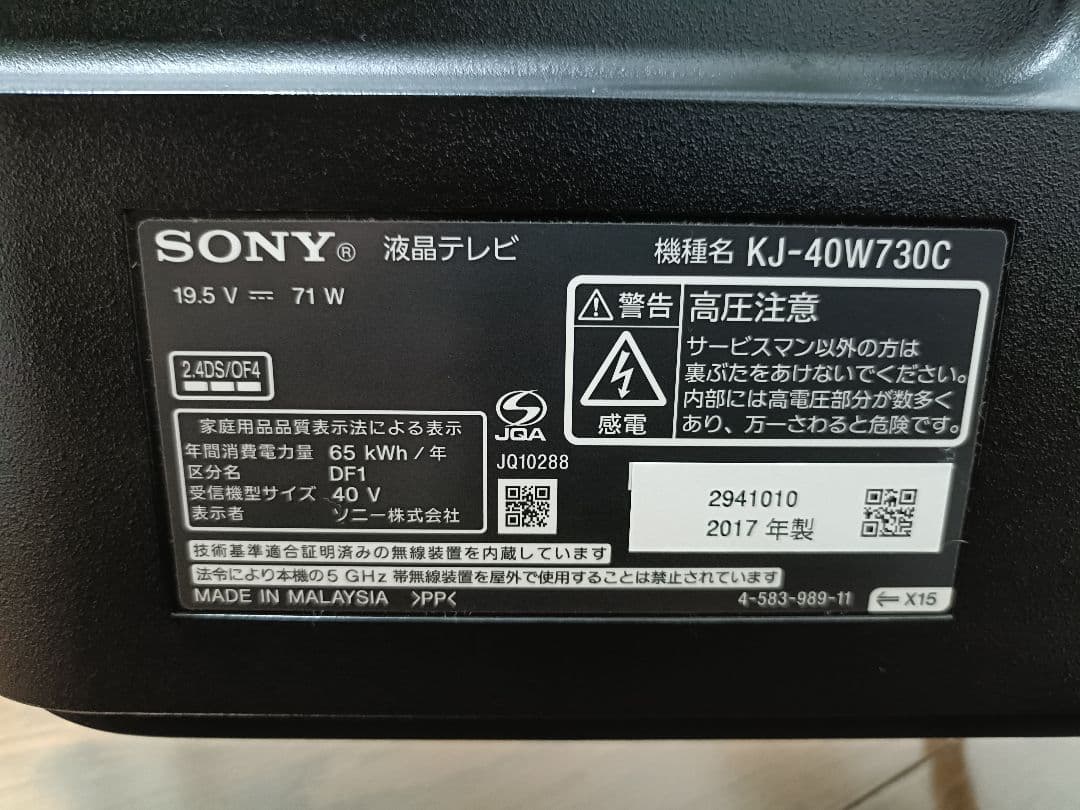 SONY® 液晶テレビ
機種名 KJ-40W730C
19.5 V ⎓ 71 W
2.4DS/OF4
警告
感電
高圧注意
サービスマン以外の方は
裏ぶたをあけないでください。
内部には高電圧部分が数多く
あり、万一さわると危険です。
家庭用品品質表示法による表示
年間消費電力量 65 kWh / 年
区分名 DF1
受信機型サイズ 40 V
表示者 ソニー株式会社
JQA
JQ10288
2941010
2017 年製
技術基準適合証明済みの無線装置を内蔵しています
法令により本機の5 GHz 帯無線装置を屋外で使用することは禁止されています
MADE IN MALAYSIA >PP<
4-583-989-11
⇐ X15